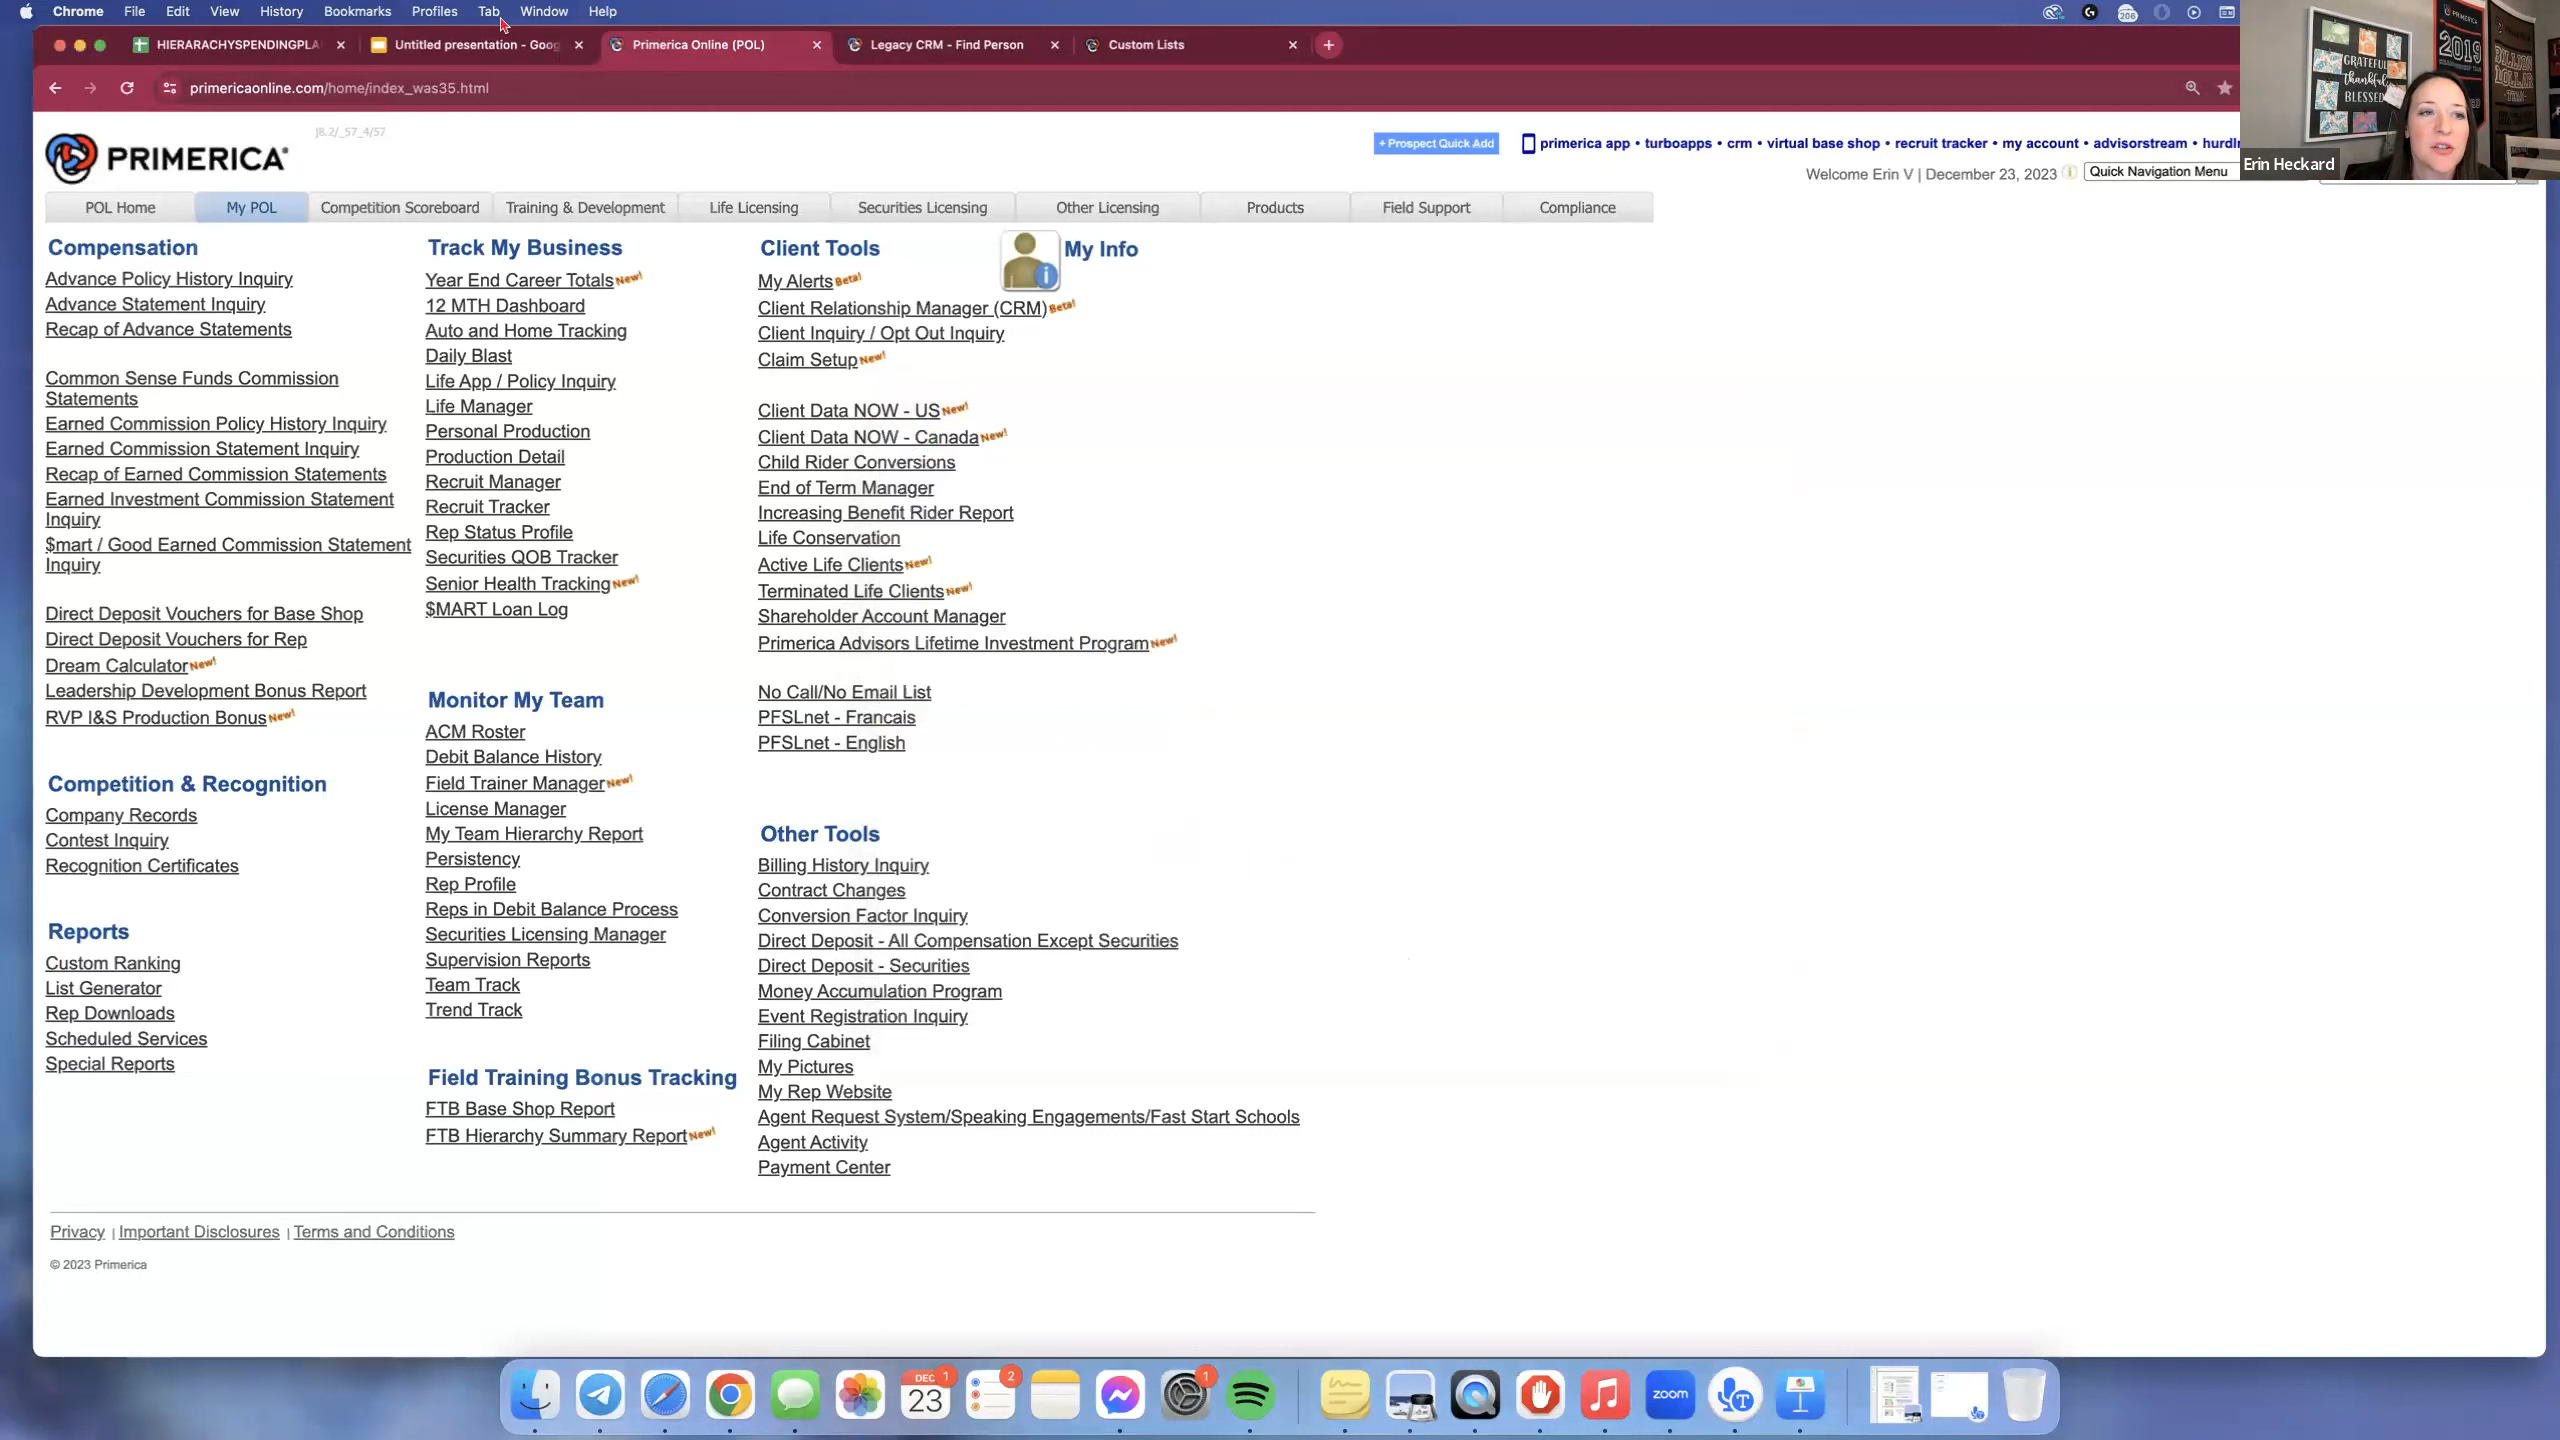 Chrome File Edit View History Bookmarks Profiles Tab Window Help
206
HIERARACHYSPENDINGPLA
Untitled presentation - Goog
Primerica Online (POL)
Legacy CRM - Find Person
Custom Lists
primericaonline.com/home/index_was35.html
GRATEFUL
thankful
BLESSED
PRIMERICA
2019
BILLION
DOLLAR
Erin Heckard
J8.2/_57_4/57
PRIMERICA
+ Prospect Quick Add
primerica app • turboapps • crm • virtual base shop • recruit tracker • my account • advisorstream • hurdl
Welcome Erin V | December 23, 2023
Quick Navigation Menu
POL Home My POL Competition Scoreboard Training & Development Life Licensing Securities Licensing Other Licensing Products Field Support Compliance
Compensation
Advance Policy History Inquiry
Advance Statement Inquiry
Recap of Advance Statements
Common Sense Funds Commission
Statements
Earned Commission Policy History Inquiry
Earned Commission Statement Inquiry
Recap of Earned Commission Statements
Earned Investment Commission Statement
Inquiry
$mart / Good Earned Commission Statement
Inquiry
Direct Deposit Vouchers for Base Shop
Direct Deposit Vouchers for Rep
Dream Calculator New!
Leadership Development Bonus Report
RVP I&S Production Bonus New!
Competition & Recognition
Company Records
Contest Inquiry
Recognition Certificates
Reports
Custom Ranking
List Generator
Rep Downloads
Scheduled Services
Special Reports
Track My Business
Year End Career Totals New!
12 MTH Dashboard
Auto and Home Tracking
Daily Blast
Life App / Policy Inquiry
Life Manager
Personal Production
Production Detail
Recruit Manager
Recruit Tracker
Rep Status Profile
Securities QOB Tracker
Senior Health Tracking New!
$MART Loan Log
Monitor My Team
ACM Roster
Debit Balance History
Field Trainer Manager New!
License Manager
My Team Hierarchy Report
Persistency
Rep Profile
Reps in Debit Balance Process
Securities Licensing Manager
Supervision Reports
Team Track
Trend Track
Field Training Bonus Tracking
FTB Base Shop Report
FTB Hierarchy Summary Report New!
Client Tools
My Alerts Beta!
Client Relationship Manager (CRM) Beta!
Client Inquiry / Opt Out Inquiry
Claim Setup New!
Client Data NOW - US New!
Client Data NOW - Canada New!
Child Rider Conversions
End of Term Manager
Increasing Benefit Rider Report
Life Conservation
Active Life Clients New!
Terminated Life Clients New!
Shareholder Account Manager
Primerica Advisors Lifetime Investment Program New!
No Call/No Email List
PFSLnet - Francais
PFSLnet - English
Other Tools
Billing History Inquiry
Contract Changes
Conversion Factor Inquiry
Direct Deposit - All Compensation Except Securities
Direct Deposit - Securities
Money Accumulation Program
Event Registration Inquiry
Filing Cabinet
My Pictures
My Rep Website
Agent Request System/Speaking Engagements/Fast Start Schools
Agent Activity
Payment Center
My Info
Privacy | Important Disclosures | Terms and Conditions
© 2023 Primerica
DEC
23
1
2
1
zoom
T